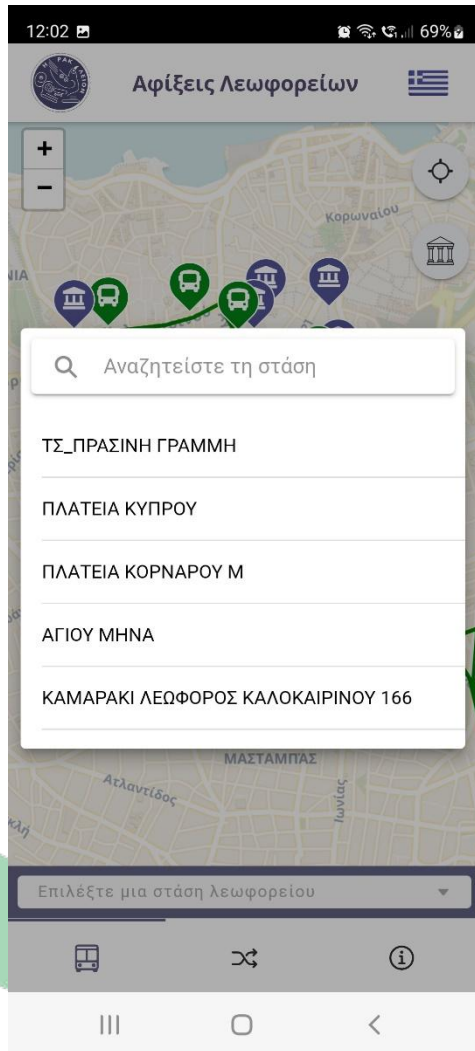 12:02
69%
Αφίξεις Λεωφορείων
+
−
Κορωναίου
ΝΙΑ
Αναζητείστε τη στάση
ΤΣ_ΠΡΑΣΙΝΗ ΓΡΑΜΜΗ
ΠΛΑΤΕΙΑ ΚΥΠΡΟΥ
ΠΛΑΤΕΙΑ ΚΟΡΝΑΡΟΥ Μ
ΑΓΙΟΥ ΜΗΝΑ
ΚΑΜΑΡΑΚΙ ΛΕΩΦΟΡΟΣ ΚΑΛΟΚΑΙΡΙΝΟΥ 166
ΜΑΣΤΑΜΠΑΣ
Ατλαντίδος
Ιωνίας
Επιλέξτε μια στάση λεωφορείου